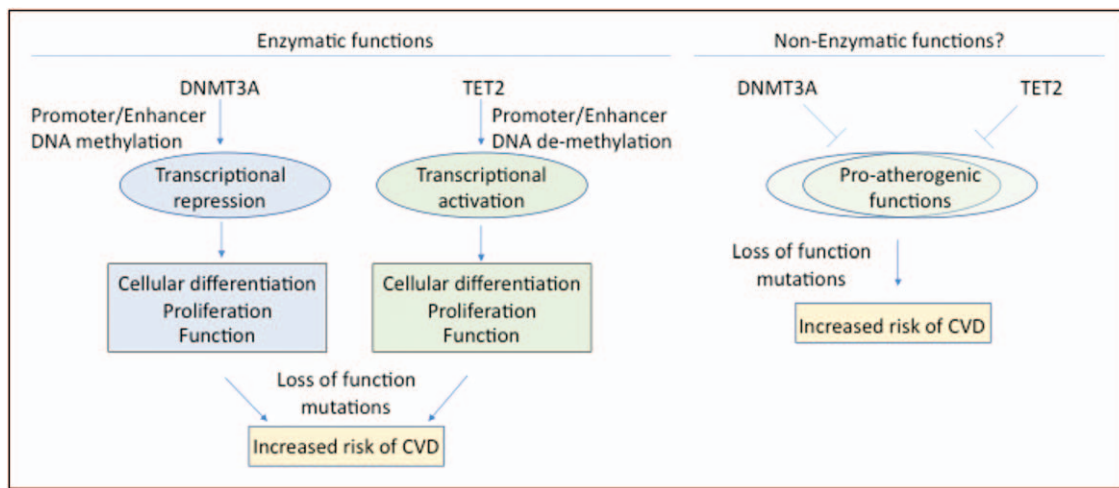 Enzymatic functions
DNMT3A
TET2
Promoter/Enhancer
DNA methylation
Promoter/Enhancer
DNA de-methylation
Transcriptional
repression
Transcriptional
activation
Cellular differentiation
Proliferation
Function
Cellular differentiation
Proliferation
Function
Loss of function
mutations
Increased risk of CVD
Non-Enzymatic functions?
DNMT3A
TET2
Pro-atherogenic
functions
Loss of function
mutations
Increased risk of CVD